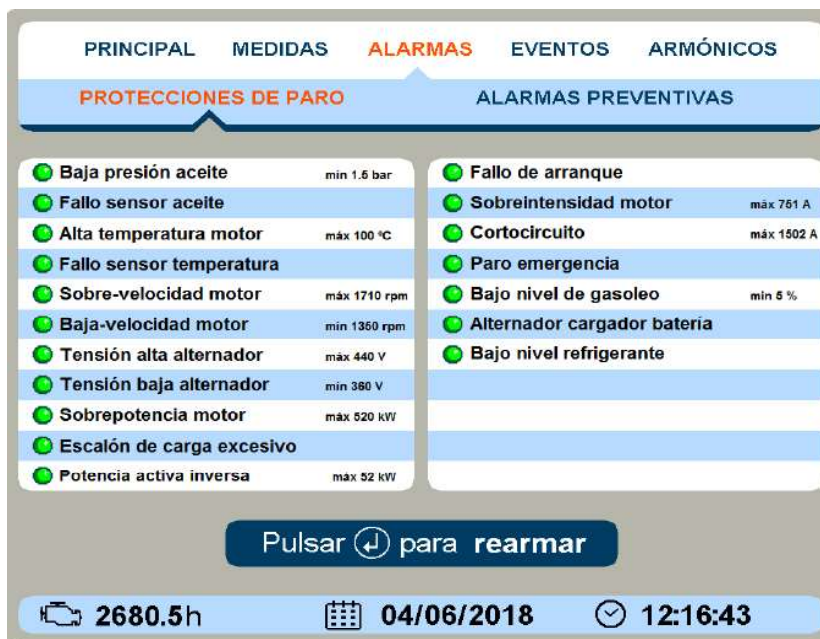 PRINCIPAL MEDIDAS ALARMAS EVENTOS ARMÓNICOS
PROTECCIONES DE PARO ALARMAS PREVENTIVAS
Baja presión aceite min 1.5 bar
Fallo sensor aceite
Alta temperatura motor máx 100 ºC
Fallo sensor temperatura
Sobre-velocidad motor máx 1710 rpm
Baja-velocidad motor min 1350 rpm
Tensión alta alternador máx 440 V
Tensión baja alternador min 360 V
Sobrepotencia motor máx 520 kW
Escalón de carga excesivo
Potencia activa inversa máx 52 kW
Fallo de arranque
Sobreintensidad motor máx 751 A
Cortocircuito máx 1502 A
Paro emergencia
Bajo nivel de gasoleo min 5 %
Alternador cargador batería
Bajo nivel refrigerante
Pulsar para rearmar
2680.5h 04/06/2018 12:16:43